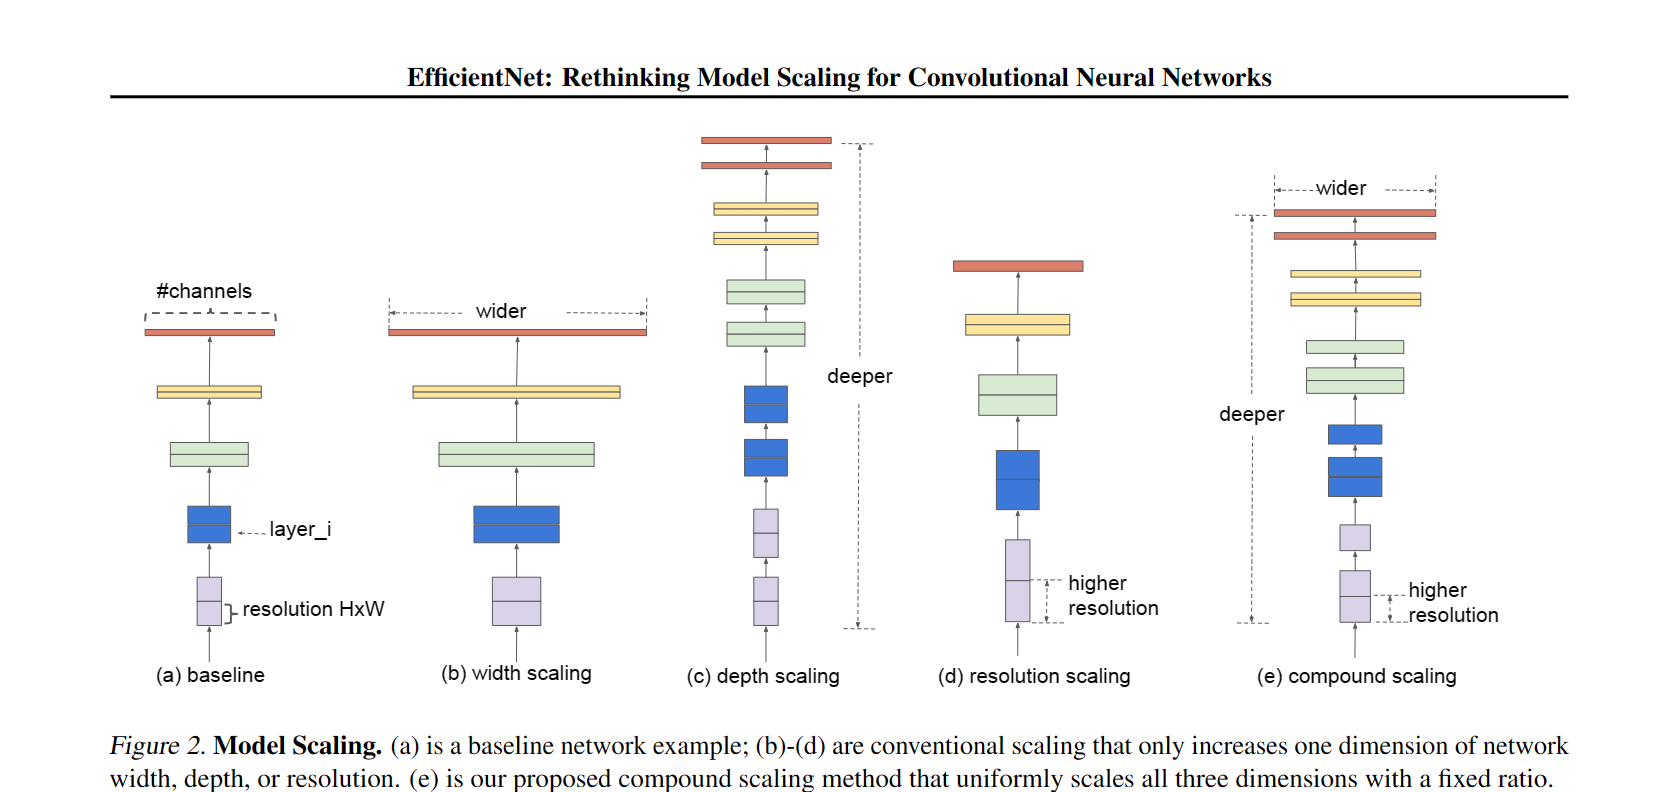 EfficientNet: Rethinking Model Scaling for Convolutional Neural Networks
#channels
layer_i
resolution HxW
(a) baseline
wider
(b) width scaling
deeper
(c) depth scaling
higher
resolution
(d) resolution scaling
wider
deeper
higher
resolution
(e) compound scaling
Figure 2. Model Scaling. (a) is a baseline network example; (b)-(d) are conventional scaling that only increases one dimension of network
width, depth, or resolution. (e) is our proposed compound scaling method that uniformly scales all three dimensions with a fixed ratio.